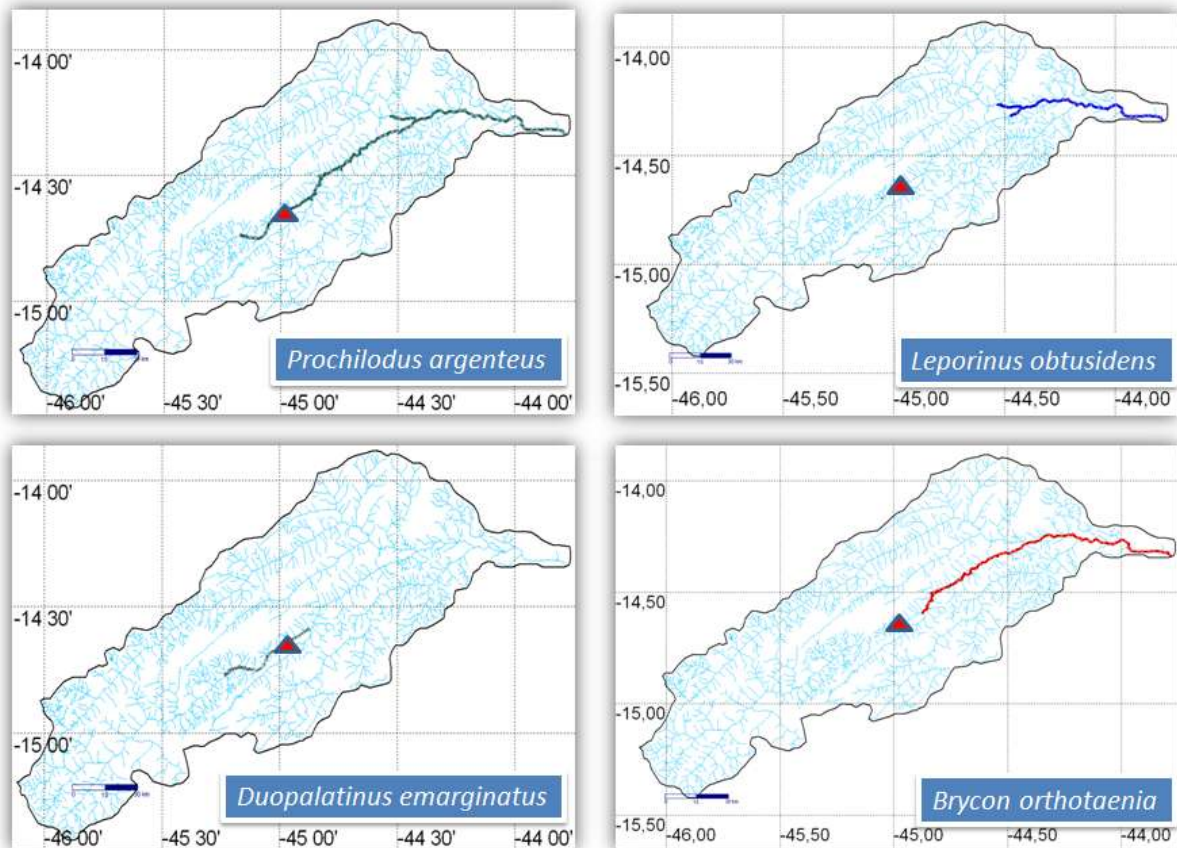 -14 00'
-14 30'
-15 00'
-46 00' -45 30' -45 00' -44 30' -44 00'
Prochilodus argenteus
-14,00
-14,50
-15,00
-15,50
-46,00 -45,50 -45,00 -44,50 -44,00
Leporinus obtusidens
-14 00'
-14 30'
-15 00'
-46 00' -45 30' -45 00' -44 30' -44 00'
Duopalatinus emarginatus
-14,00
-14,50
-15,00
-15,50
-46,00 -45,50 -45,00 -44,50 -44,00
Brycon orthotaenia